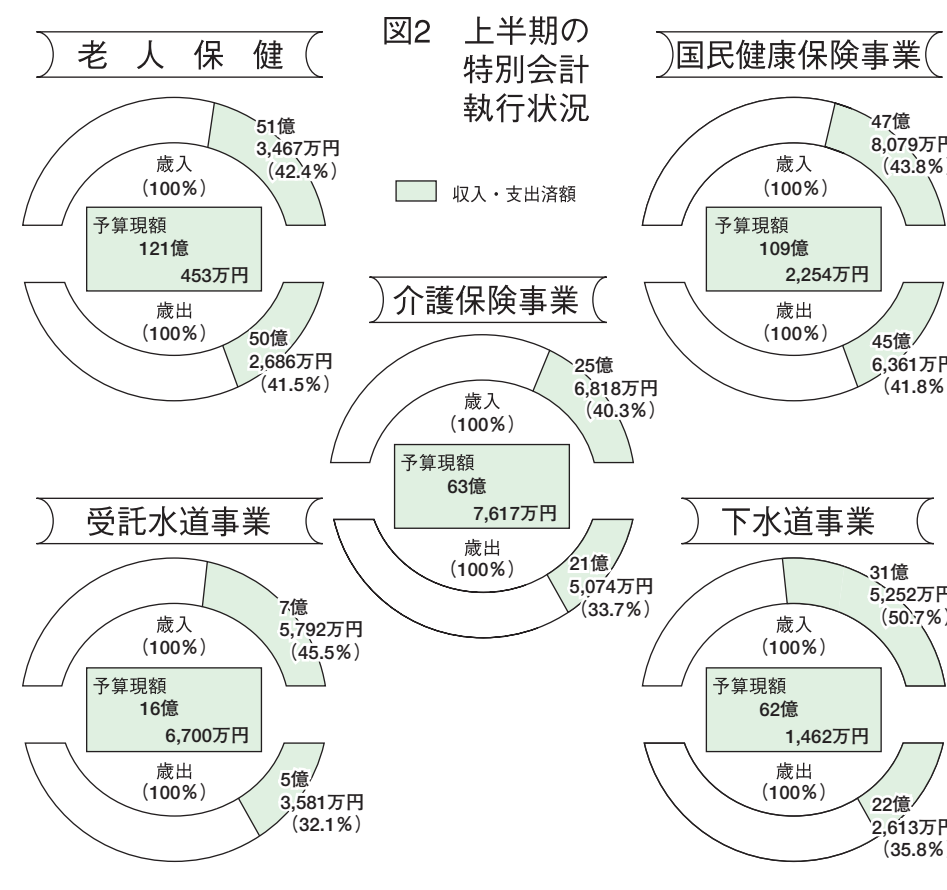 図2 上半期の
特別会計
執行状況
収入・支出済額
老人保健
51億
3,467万円
（42.4％）
歳入
（100％）
予算現額
121億
453万円
歳出
（100％）
50億
2,686万円
（41.5％）
国民健康保険事業
47億
8,079万円
（43.8％）
歳入
（100％）
予算現額
109億
2,254万円
歳出
（100％）
45億
6,361万円
（41.8％
介護保険事業
25億
6,818万円
（40.3％）
歳入
（100％）
予算現額
63億
7,617万円
歳出
（100％）
21億
5,074万円
（33.7％）
受託水道事業
7億
5,792万円
（45.5％）
歳入
（100％）
予算現額
16億
6,700万円
歳出
（100％）
5億
3,581万円
（32.1％）
下水道事業
31億
5,252万円
（50.7％）
歳入
（100％）
予算現額
62億
1,462万円
歳出
（100％）
22億
2,613万円
（35.8％